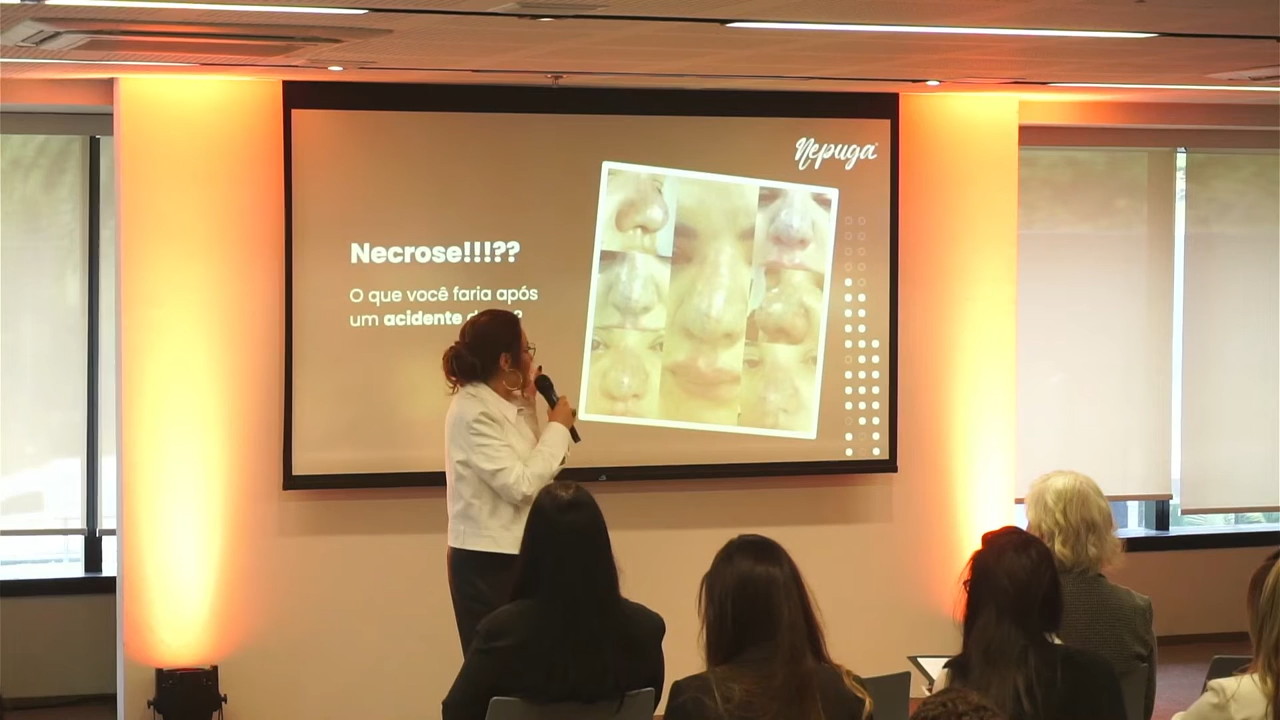 Nepuga
Necrose!!!??
O que você faria após
um acidente